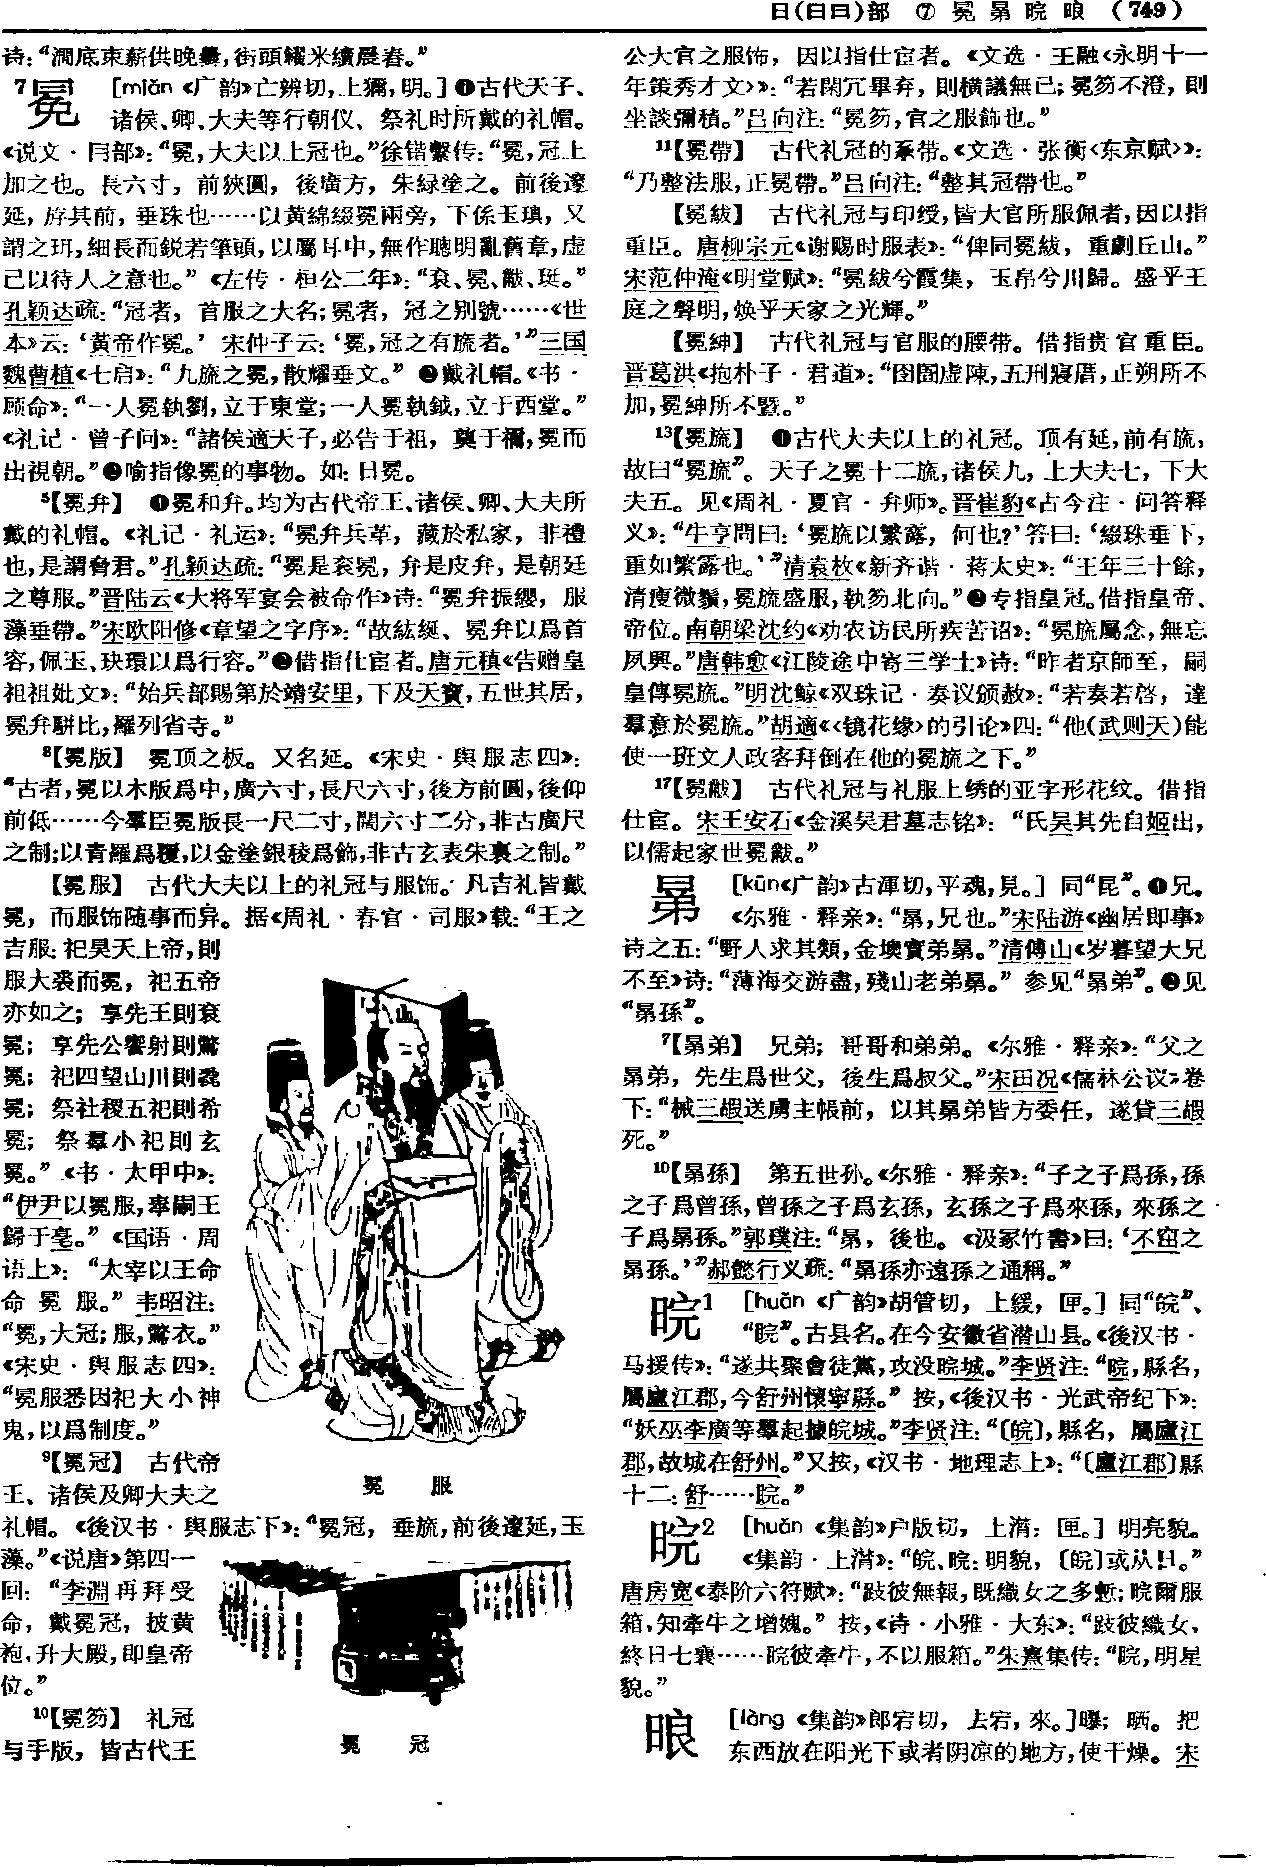 日(曰⺜)部 ⑦ 冕 晜 晥 㫰 (749)
诗：“澗底束薪供晚爨，街頭糴米續晨舂。”
7冕 [miǎn《广韵》亡辨切，上獮，明。]❶古代天子、
诸侯、卿、大夫等行朝仪、祭礼时所戴的礼帽。
《说文·冃部》：“冕，大夫以上冠也。”徐锴繫传：“冕，冠上
加之也。長六寸，前狹圓，後廣方，朱緑塗之。前後邃
延，斿其前，垂珠也……以黄綿綴冕兩旁，下係玉瑱，又
謂之珥，細長而鋭若筆頭，以屬耳中，無作聰明亂舊章，虚
己以待人之意也。”《左传·桓公二年》：“衮、冕、黻、珽。”
孔颖达疏：“冠者，首服之大名；冕者，冠之别號……《世
本》云：‘黄帝作冕。’宋仲子云：‘冕，冠之有旒者。’”三国
魏曹植《七启》：“九旒之冕，散耀垂文。”❷戴礼帽。《书·
顾命》：“一人冕執劉，立于東堂；一人冕執鉞，立于西堂。”
《礼记·曾子问》：“諸侯適天子，必告于祖，奠于禰，冕而
出視朝。”❸喻指像冕的事物。如：日冕。
5【冕弁】 ❶冕和弁。均为古代帝王、诸侯、卿、大夫所
戴的礼帽。《礼记·礼运》：“冕弁兵革，藏於私家，非禮
也，是謂脅君。”孔颖达疏：“冕是衮冕，弁是皮弁，是朝廷
之尊服。”晋陆云《大将军宴会被命作》诗：“冕弁振纓，服
藻垂帶。”宋欧阳修《章望之字序》：“故紘綖、冕弁以爲首
容，佩玉、玦環以爲行容。”❷借指仕宦者。唐元稹《告赠皇
祖祖妣文》：“始兵部賜第於靖安里，下及天寶，五世其居，
冕弁駢比，羅列省寺。”
8【冕版】 冕顶之板。又名延。《宋史·舆服志四》：
“古者，冕以木版爲中，廣六寸，長尺六寸，後方前圓，後仰
前低……今羣臣冕版長一尺二寸，闊六寸二分，非古廣尺
之制；以青羅爲覆，以金塗銀稜爲飾，非古玄表朱裏之制。”
【冕服】 古代大夫以上的礼冠与服饰。凡吉礼皆戴
冕，而服饰随事而异。据《周礼·春官·司服》载：“王之
吉服：祀昊天上帝，則
服大裘而冕，祀五帝
亦如之；享先王則衮
冕；享先公饗射則鷩
冕；祀四望山川則毳
冕；祭社稷五祀則希
冕；祭羣小祀則玄
冕。”《书·太甲中》：
“伊尹以冕服，奉嗣王
歸于亳。”《国语·周
语上》：“太宰以王命
命冕服。”韦昭注：
“冕，大冠；服，鷩衣。”
《宋史·舆服志四》：
“冕服悉因祀大小神
鬼，以爲制度。”
冕 服
9【冕冠】 古代帝
王、诸侯及卿大夫之
礼帽。《後汉书·舆服志下》：“冕冠，垂旒，前後邃延，玉
藻。”《说唐》第四一
回：“李淵再拜受
命，戴冕冠，披黄
袍，升大殿，即皇帝
位。”
10【冕笏】 礼冠
与手版，皆古代王
冕 冠
公大官之服饰，因以指仕宦者。《文选·王融〈永明十一
年策秀才文〉》：“若閑冗畢弃，則横議無已；冕笏不澄，則
坐談彌積。”吕向注：“冕笏，官之服飾也。”
11【冕帶】 古代礼冠的系带。《文选·张衡〈东京赋〉》：
“乃整法服，正冕帶。”吕向注：“整其冠帶也。”
【冕紱】 古代礼冠与印绶，皆大官所服佩者，因以指
重臣。唐柳宗元《谢赐时服表》：“俾同冕紱，重劇丘山。”
宋范仲淹《明堂赋》：“冕紱兮霞集，玉帛兮川歸。盛乎王
庭之聲明，焕乎天家之光輝。”
【冕紳】 古代礼冠与官服的腰带。借指贵官重臣。
晋葛洪《抱朴子·君道》：“囹圄虚陳，五刑寢厝，正朔所不
加，冕紳所不暨。”
13【冕旒】 ❶古代大夫以上的礼冠。顶有延，前有旒，
故曰“冕旒”。天子之冕十二旒，诸侯九，上大夫七，下大
夫五。见《周礼·夏官·弁师》。晋崔豹《古今注·问答释
义》：“牛亨問曰：‘冕旒以繁露，何也？’答曰：‘綴珠垂下，
重如繁露也。’”清袁枚《新齐谐·蒋太史》：“王年三十餘，
清瘦微鬚，冕旒盛服，執笏北向。”❷专指皇冠。借指皇帝、
帝位。南朝梁沈约《劝农访民所疾苦诏》：“冕旒屬念，無忘
夙興。”唐韩愈《江陵途中寄三学士》诗：“昨者京師至，嗣
皇傳冕旒。”明沈鲸《双珠记·奏议颁赦》：“若奏若啓，達
羣意於冕旒。”胡適《〈镜花缘〉的引论》四：“他(武则天)能
使一班文人政客拜倒在他的冕旒之下。”
17【冕黻】 古代礼冠与礼服上绣的亚字形花纹。借指
仕宦。宋王安石《金溪吴君墓志铭》：“氏吴其先自姬出，
以儒起家世冕黻。”
晜 [kūn《广韵》古渾切，平魂，見。] 同“昆”。❶兄。
《尔雅·释亲》：“晜，兄也。”宋陆游《幽居即事》
诗之五：“野人求其類，金墺實弟晜。”清傅山《岁暮望大兄
不至》诗：“薄海交游盡，殘山老弟晜。”参见“晜弟”。❷见
“晜孫”。
7【晜弟】 兄弟；哥哥和弟弟。《尔雅·释亲》：“父之
晜弟，先生爲世父，後生爲叔父。”宋田况《儒林公议》卷
下：“械三嘏送虜主帳前，以其晜弟皆方委任，遂貸三嘏
死。”
10【晜孫】 第五世孙。《尔雅·释亲》：“子之子爲孫，孫
之子爲曾孫，曾孫之子爲玄孫，玄孫之子爲來孫，來孫之
子爲晜孫。”郭璞注：“晜，後也。《汲冢竹書》曰：‘不窋之
晜孫。’”郝懿行义疏：“晜孫亦遠孫之通稱。”
晥1 [huǎn《广韵》胡管切，上缓，匣。] 同“皖”、
“睆”。古县名。在今安徽省潜山县。《後汉书·
马援传》：“遂共聚會徒黨，攻没晥城。”李贤注：“晥，縣名，
屬廬江郡，今舒州懷寧縣。”按，《後汉书·光武帝纪下》：
“妖巫李廣等羣起據皖城。”李贤注：“〔皖〕，縣名，屬廬江
郡，故城在舒州。”又按，《汉书·地理志上》：“〔廬江郡〕縣
十二：舒……晥。”
晥2 [huǎn《集韵》户版切，上潸，匣。] 明亮貌。
《集韵·上潸》：“皖、晥：明貌，〔皖〕或从日。”
唐房宽《泰阶六符赋》：“跂彼無報，既織女之多慙；晥爾服
箱，知牽牛之增媿。”按，《诗·小雅·大东》：“跂彼織女，
終日七襄……睆彼牽牛，不以服箱。”朱熹集传：“睆，明星
貌。”
㫰 [làng《集韵》郎宕切，去宕，來。]曝；晒。把
东西放在阳光下或者阴凉的地方，使干燥。宋